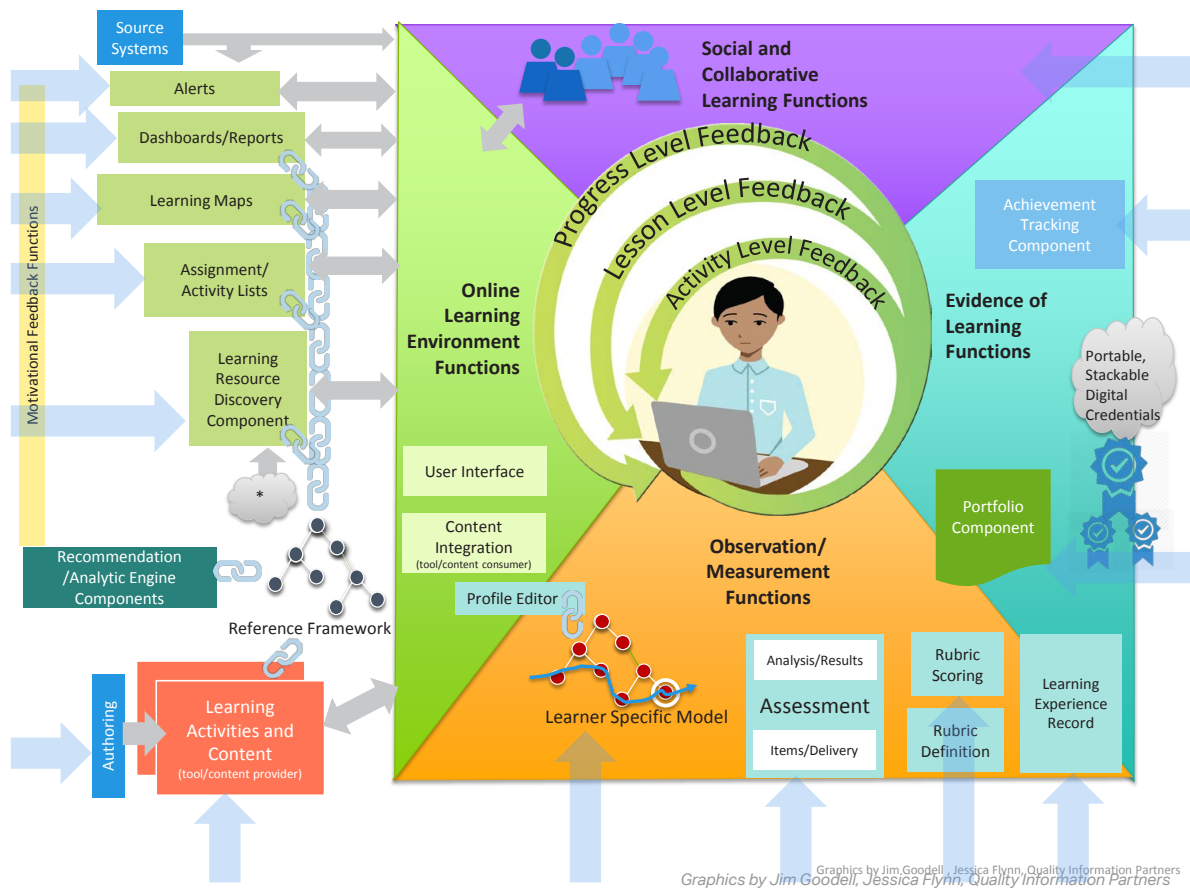 Source
Systems
Alerts
Dashboards/Reports
Learning Maps
Assignment/
Activity Lists
Learning
Resource
Discovery
Component
*
Motivational Feedback Functions
Recommendation
/Analytic Engine
Components
Reference Framework
Authoring
Learning
Activities and
Content
(tool/content provider)
Social and
Collaborative
Learning Functions
Progress Level Feedback
Lesson Level Feedback
Activity Level Feedback
Online
Learning
Environment
Functions
User Interface
Content
Integration
(tool/content consumer)
Profile Editor
Learner Specific Model
Observation/
Measurement
Functions
Analysis/Results
Assessment
Items/Delivery
Rubric
Scoring
Rubric
Definition
Learning
Experience
Record
Achievement
Tracking
Component
Evidence of
Learning
Functions
Portable,
Stackable
Digital
Credentials
Portfolio
Component
Graphics by Jim Goodell , Jessica Flynn, Quality Information Partners
Graphics by Jim Goodell, Jessica Flynn, Quality Information Partners